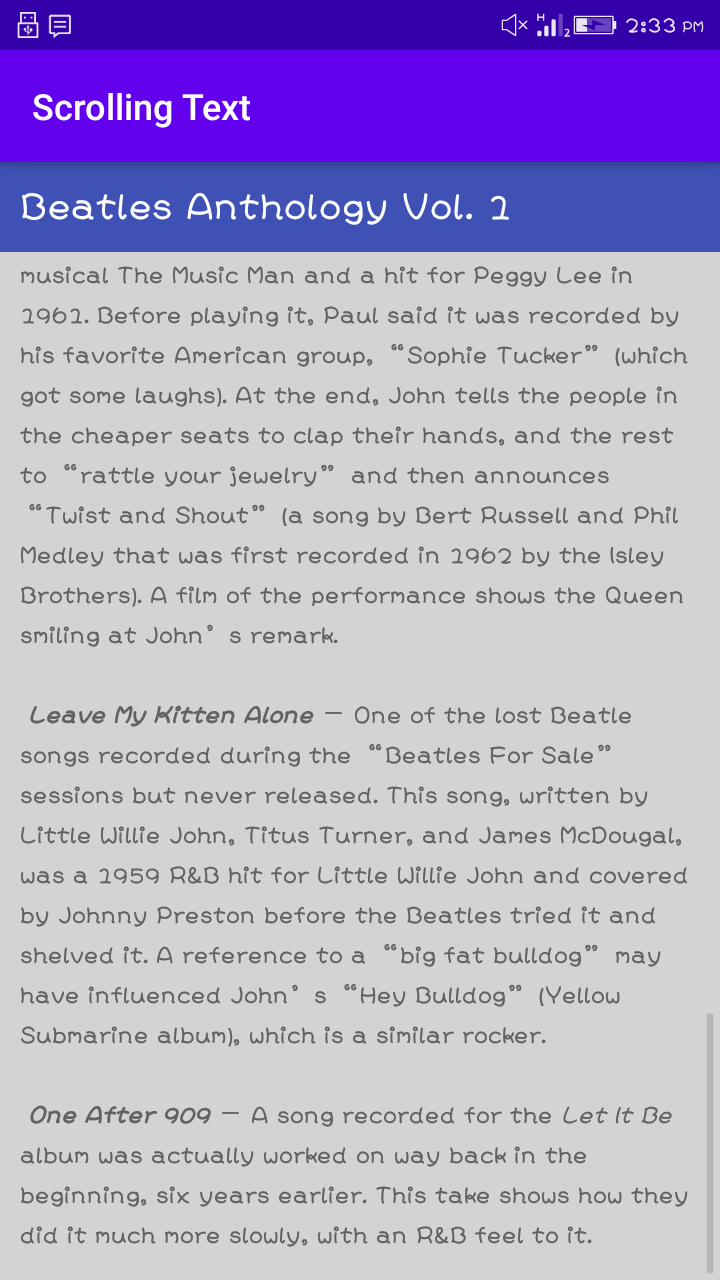 2:33 PM
Scrolling Text
Beatles Anthology Vol. 1
musical The Music Man and a hit for Peggy Lee in
1961. Before playing it, Paul said it was recorded by
his favorite American group, “Sophie Tucker” (which
got some laughs). At the end, John tells the people in
the cheaper seats to clap their hands, and the rest
to “rattle your jewelry” and then announces
“Twist and Shout” (a song by Bert Russell and Phil
Medley that was first recorded in 1962 by the Isley
Brothers). A film of the performance shows the Queen
smiling at John’s remark.
Leave My Kitten Alone – One of the lost Beatle
songs recorded during the “Beatles For Sale”
sessions but never released. This song, written by
Little Willie John, Titus Turner, and James McDougal,
was a 1959 R&B hit for Little Willie John and covered
by Johnny Preston before the Beatles tried it and
shelved it. A reference to a “big fat bulldog” may
have influenced John’s “Hey Bulldog” (Yellow
Submarine album), which is a similar rocker.
One After 909 – A song recorded for the Let It Be
album was actually worked on way back in the
beginning, six years earlier. This take shows how they
did it much more slowly, with an R&B feel to it.